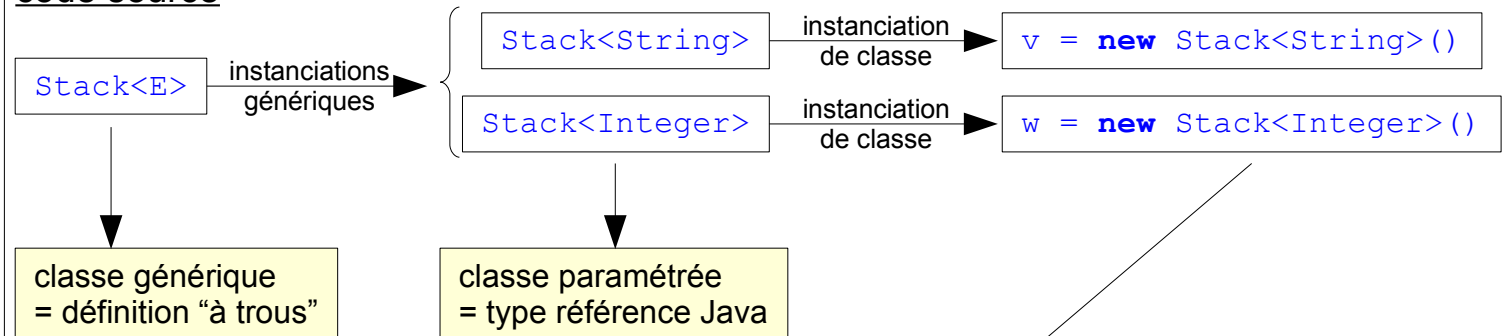 code source
Stack<E>
instanciations
génériques
Stack<String>
instanciation
de classe
v = new Stack<String>()
Stack<Integer>
instanciation
de classe
w = new Stack<Integer>()
classe générique
= définition “à trous”
classe paramétrée
= type référence Java